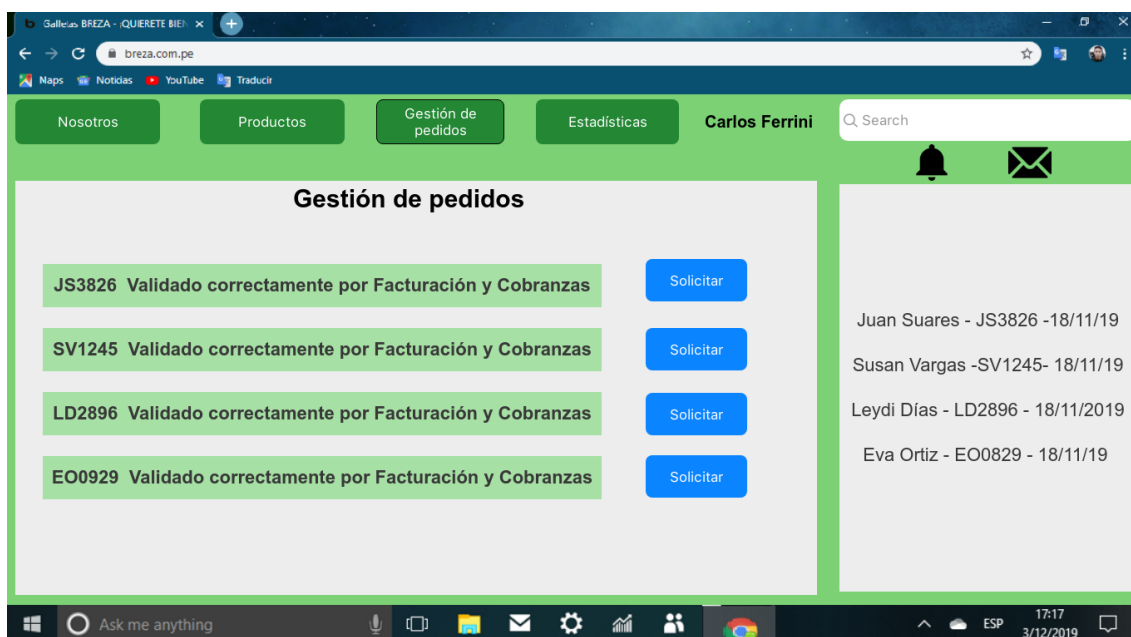 Galletas BREZA - ¡QUIERETE BIEN
breza.com.pe
Maps Noticias YouTube Traducir
Nosotros Productos Gestión de pedidos Estadísticas Carlos Ferrini Search
Gestión de pedidos
JS3826 Validado correctamente por Facturación y Cobranzas Solicitar
SV1245 Validado correctamente por Facturación y Cobranzas Solicitar
LD2896 Validado correctamente por Facturación y Cobranzas Solicitar
EO0929 Validado correctamente por Facturación y Cobranzas Solicitar
Juan Suares - JS3826 -18/11/19
Susan Vargas -SV1245- 18/11/19
Leydi Días - LD2896 - 18/11/2019
Eva Ortiz - EO0829 - 18/11/19
Ask me anything
ESP
17:17
3/12/2019